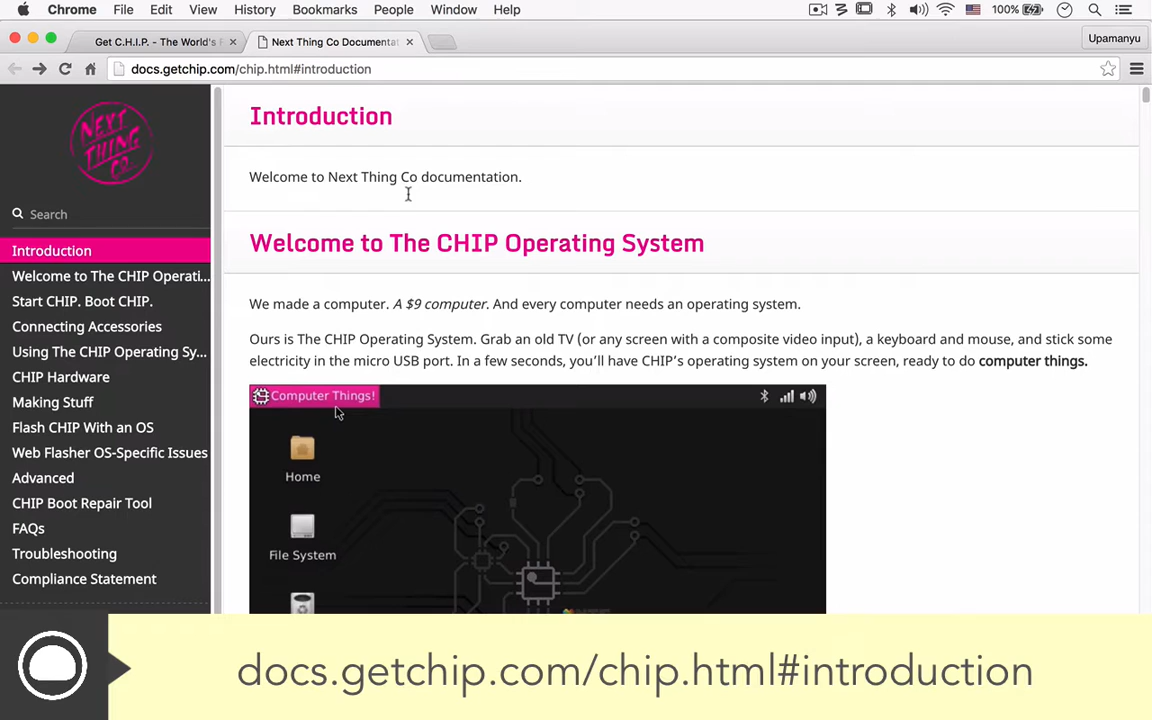 Chrome File Edit View History Bookmarks People Window Help 100%
Get C.H.I.P. - The World's F Next Thing Co Documentat Upamanyu
docs.getchip.com/chip.html#introduction
NEXT
THING
CO.
Search
Introduction
Welcome to The CHIP Operati...
Start CHIP. Boot CHIP.
Connecting Accessories
Using The CHIP Operating Sy...
CHIP Hardware
Making Stuff
Flash CHIP With an OS
Web Flasher OS-Specific Issues
Advanced
CHIP Boot Repair Tool
FAQs
Troubleshooting
Compliance Statement
Introduction
Welcome to Next Thing Co documentation.
Welcome to The CHIP Operating System
We made a computer. A $9 computer. And every computer needs an operating system.
Ours is The CHIP Operating System. Grab an old TV (or any screen with a composite video input), a keyboard and mouse, and stick some
electricity in the micro USB port. In a few seconds, you'll have CHIP's operating system on your screen, ready to do computer things.
Computer Things!
Home
File System
docs.getchip.com/chip.html#introduction